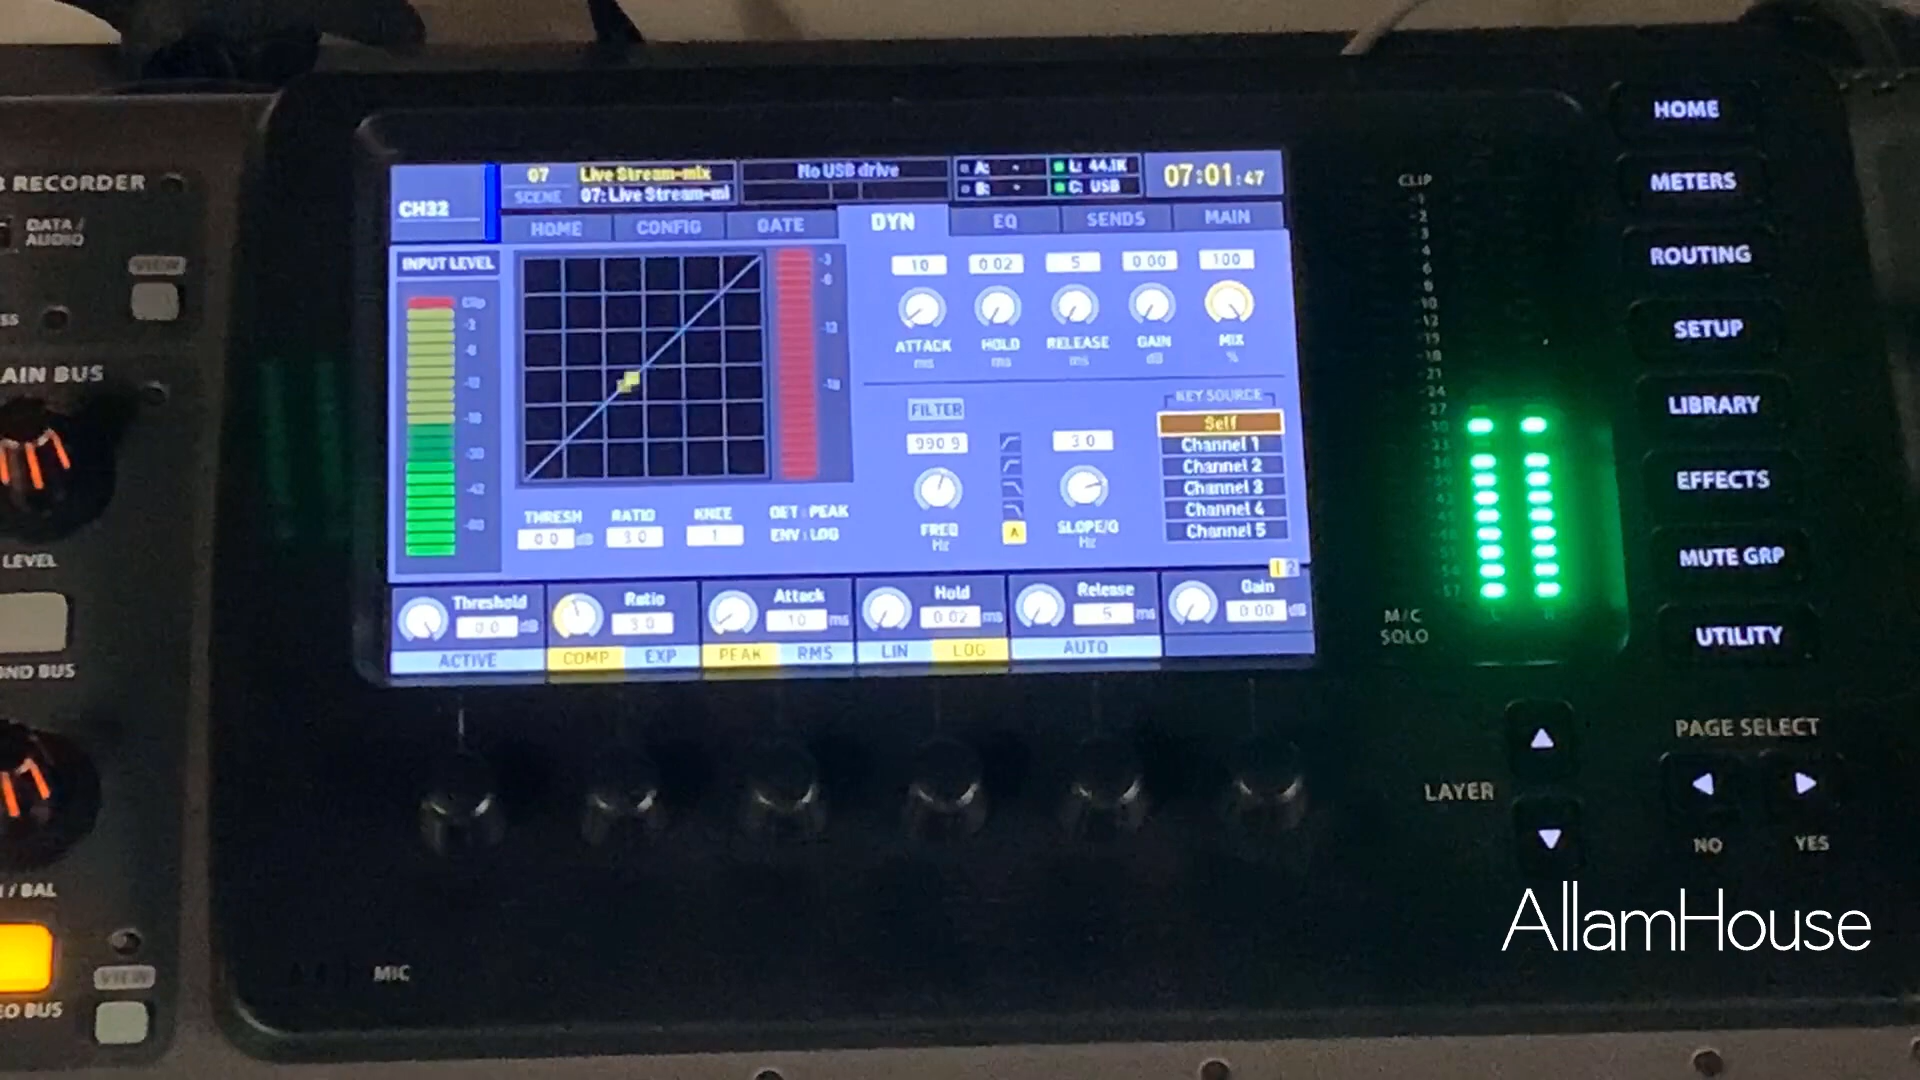 RECORDER
DATA /
AUDIO
VIEW
AIN BUS
LEVEL
BUS
/ BAL
VIEW
BUS
MIC
CH32
07
SCENE
Live Stream-mix
07: Live Stream-mi
No USB drive
A: -
B: -
L: 44.1K
C: USB
07:01:47
HOME
CONFIG
GATE
DYN
EQ
SENDS
MAIN
INPUT LEVEL
Clip
THRESH
0.0 dB
RATIO
3.0
KNEE
1
DET : PEAK
ENV : LOG
10
ATTACK
ms
0.02
HOLD
ms
5
RELEASE
ms
0.00
GAIN
dB
100
MIX
%
FILTER
990.9
FREQ
Hz
A
3.0
SLOPE/Q
Hz
KEY SOURCE
Self
Channel 1
Channel 2
Channel 3
Channel 4
Channel 5
1 2
Threshold
0.0 dB
ACTIVE
Ratio
3.0
COMP EXP
Attack
10 ms
PEAK RMS
Hold
0.02 ms
LIN LOG
Release
5 ms
AUTO
Gain
0.00 dB
CLIP
M/C
SOLO
HOME
METERS
ROUTING
SETUP
LIBRARY
EFFECTS
MUTE GRP
UTILITY
PAGE SELECT
LAYER
NO
YES
AllamHouse